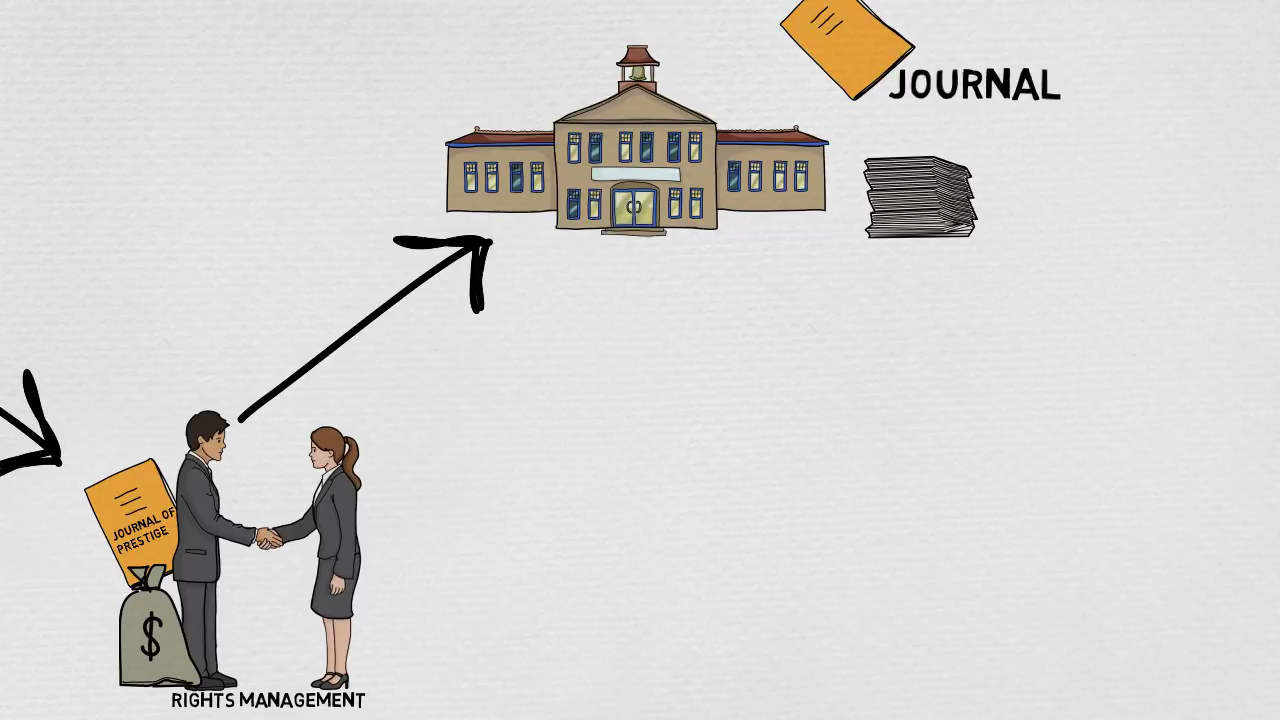 JOURNAL
JOURNAL OF
PRESTIGE
$
RIGHTS MANAGEMENT